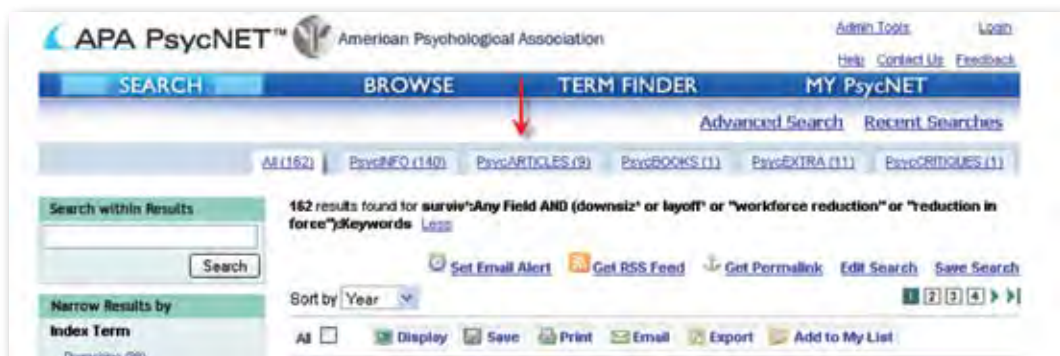 APA PsycNET™ American Psychological Association
Admin Tools Login
Help Contact Us Feedback
SEARCH BROWSE TERM FINDER MY PsycNET
Advanced Search Recent Searches
All (162) PsycINFO (140) PsycARTICLES (9) PsycBOOKS (1) PsycEXTRA (11) PsycCRITIQUES (1)
Search within Results
162 results found for surviv*:Any Field AND (downsiz* or layoff* or "workforce reduction" or "reduction in
force"):Keywords Less
Search
Set Email Alert Get RSS Feed Get Permalink Edit Search Save Search
Narrow Results by
Sort by Year
1 2 3 4
Index Term
All Display Save Print Email Export Add to My List